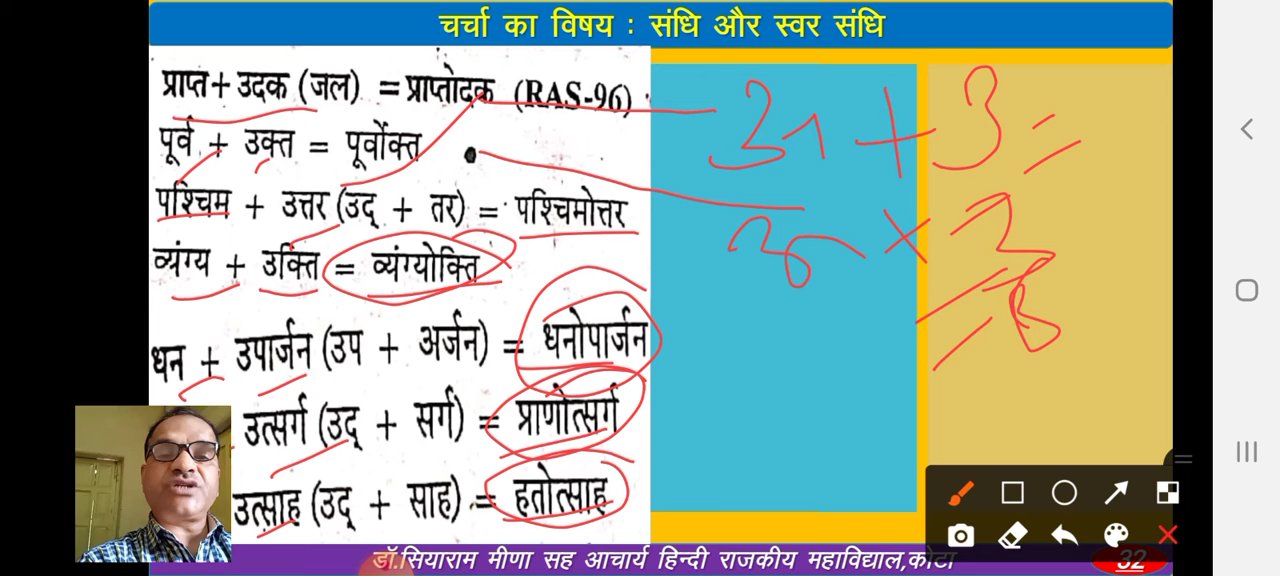 चर्चा का विषय : संधि और स्वर संधि
प्राप्त + उदक (जल) = प्राप्तोदक (RAS-96)
पूर्व + उक्त = पूर्वोक्त
पश्चिम + उत्तर (उद् + तर) = पश्चिमोत्तर
व्यंग्य + उक्ति = व्यंग्योक्ति
धन + उपार्जन (उप + अर्जन) = धनोपार्जन
उत्सर्ग (उद् + सर्ग) = प्राणोत्सर्ग
उत्साह (उद् + साह) = हतोत्साह
डॉ.सियाराम मीणा सह आचार्य हिन्दी राजकीय महाविद्याल,कोटा
32